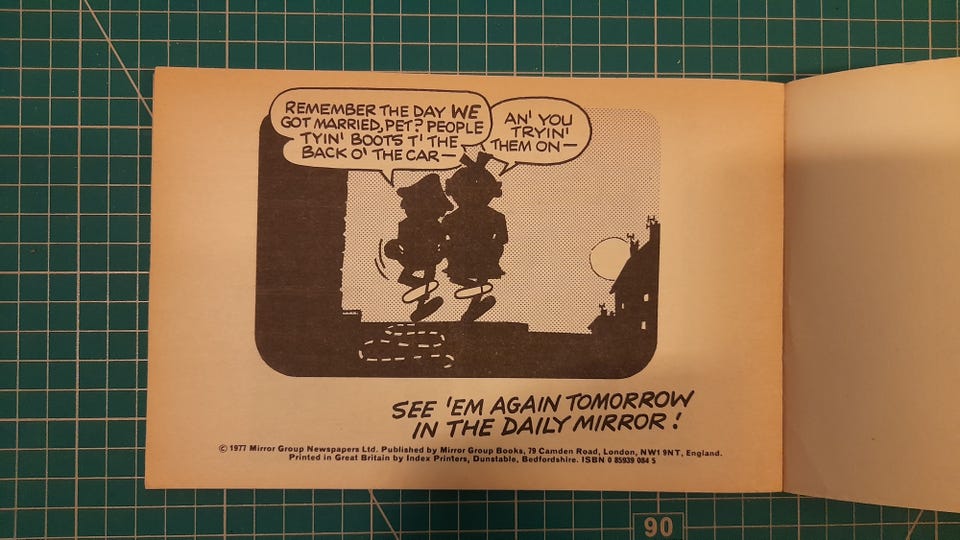 REMEMBER THE DAY WE
GOT MARRIED, PET? PEOPLE
TYIN' BOOTS T' THE
BACK O' THE CAR—
AN' YOU
TRYIN'
THEM ON—
SEE 'EM AGAIN TOMORROW
IN THE DAILY MIRROR!
© 1977 Mirror Group Newspapers Ltd. Published by Mirror Group Books, 79 Camden Road, London, NW1 9NT, England.
Printed in Great Britain by Index Printers, Dunstable, Bedfordshire. ISBN 0 85939 084 5
90